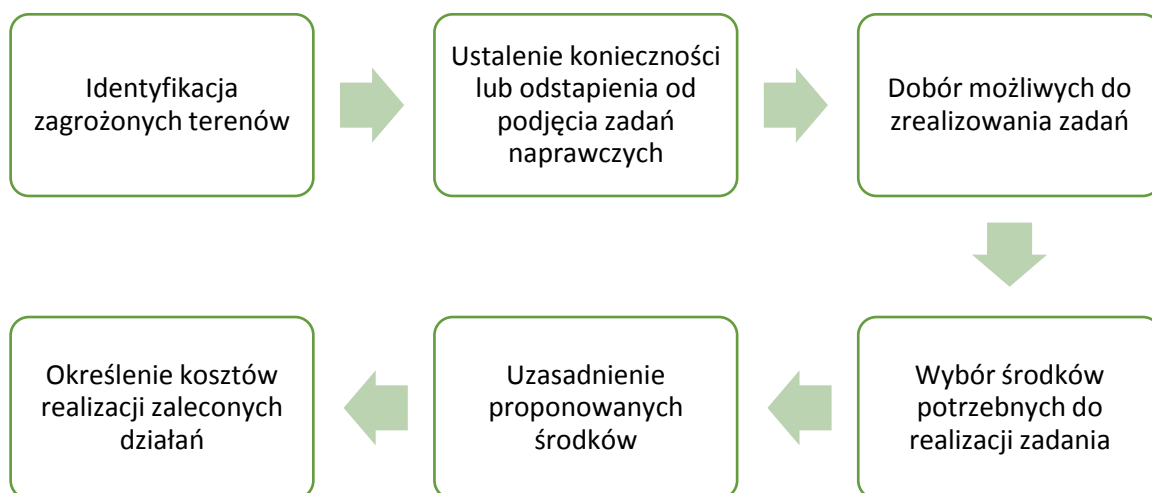 Identyfikacja
zagrożonych terenów
Ustalenie konieczności
lub odstapienia od
podjęcia zadań
naprawczych
Dobór możliwych do
zrealizowania zadań
Wybór środków
potrzebnych do
realizacji zadania
Uzasadnienie
proponowanych
środków
Określenie kosztów
realizacji zaleconych
działań